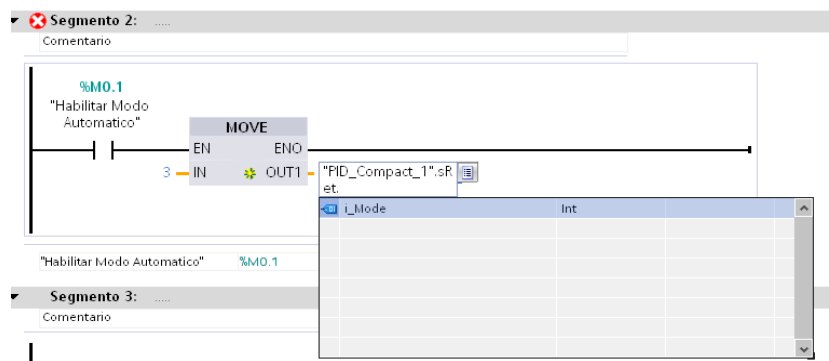 Segmento 2: .....
Comentario
%M0.1
"Habilitar Modo
Automatico"
MOVE
EN ENO
3 IN OUT1 "PID_Compact_1".sR
et.
i_Mode Int
"Habilitar Modo Automatico" %M0.1
Segmento 3: .....
Comentario